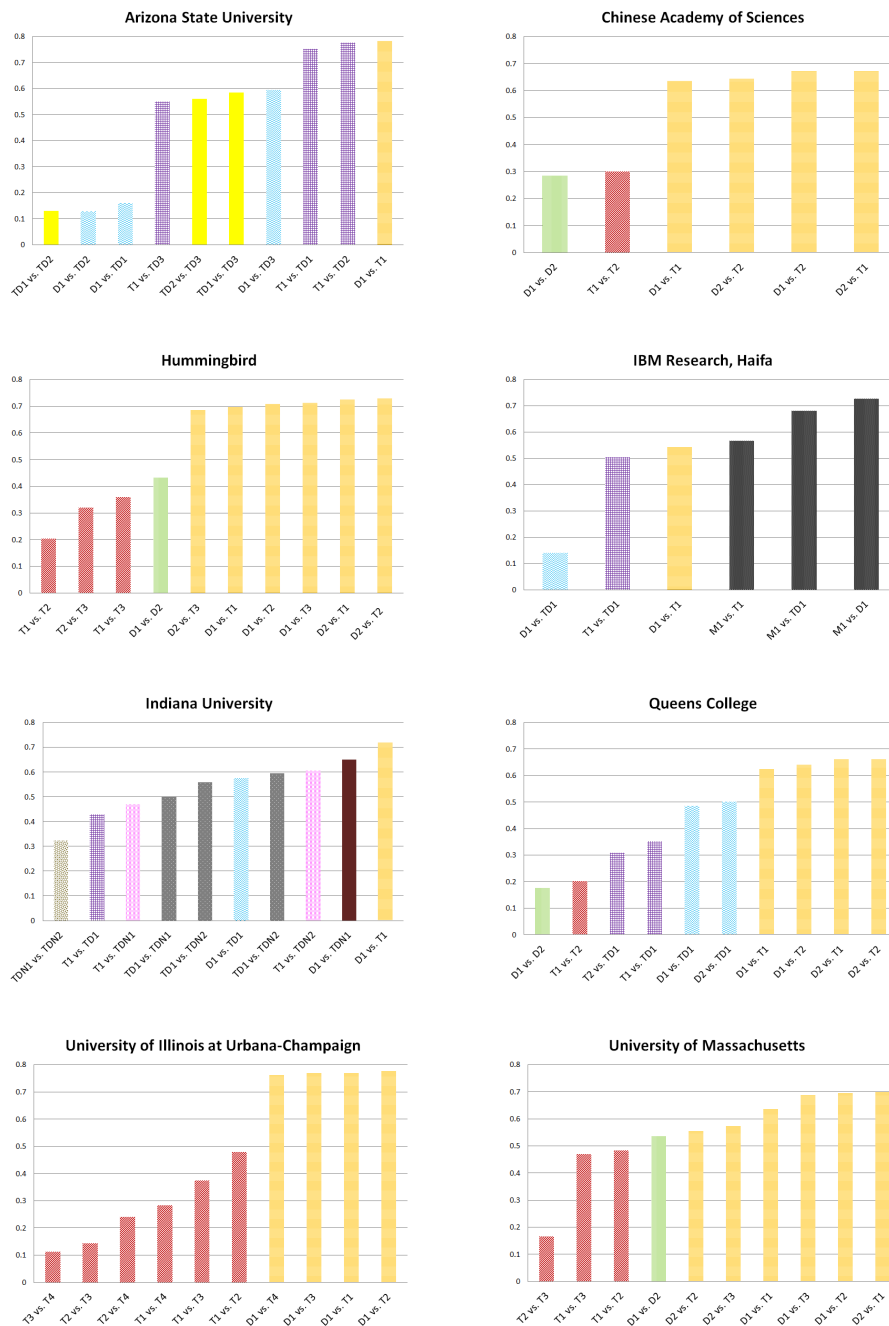 Arizona State University
0.8
0.7
0.6
0.5
0.4
0.3
0.2
0.1
0
TD1 vs. TD2
D1 vs. TD2
D1 vs. TD1
T1 vs. TD3
TD2 vs. TD3
TD1 vs. TD3
D1 vs. TD3
T1 vs. TD1
T1 vs. TD2
D1 vs. T1
Chinese Academy of Sciences
0.8
0.7
0.6
0.5
0.4
0.3
0.2
0.1
0
D1 vs. D2
T1 vs. T2
D1 vs. T1
D2 vs. T2
D1 vs. T2
D2 vs. T1
Hummingbird
0.8
0.7
0.6
0.5
0.4
0.3
0.2
0.1
0
T1 vs. T2
T2 vs. T3
T1 vs. T3
D1 vs. D2
D2 vs. T3
D1 vs. T1
D1 vs. T2
D1 vs. T3
D2 vs. T1
D2 vs. T2
IBM Research, Haifa
0.8
0.7
0.6
0.5
0.4
0.3
0.2
0.1
0
D1 vs. TD1
T1 vs. TD1
D1 vs. T1
M1 vs. T1
M1 vs. TD1
M1 vs. D1
Indiana University
0.8
0.7
0.6
0.5
0.4
0.3
0.2
0.1
0
TDN1 vs. TDN2
T1 vs. TD1
T1 vs. TDN1
TD1 vs. TDN1
TD1 vs. TDN2
D1 vs. TD1
D1 vs. TDN2
T1 vs. TDN2
D1 vs. TDN1
D1 vs. T1
Queens College
0.8
0.7
0.6
0.5
0.4
0.3
0.2
0.1
0
D1 vs. D2
T1 vs. T2
T2 vs. TD1
T1 vs. TD1
D1 vs. TD1
D2 vs. TD1
D1 vs. T1
D1 vs. T2
D2 vs. T1
D2 vs. T2
University of Illinois at Urbana-Champaign
0.8
0.7
0.6
0.5
0.4
0.3
0.2
0.1
0
T3 vs. T4
T2 vs. T3
T2 vs. T4
T1 vs. T4
T1 vs. T3
T1 vs. T2
D1 vs. T4
D1 vs. T3
D1 vs. T1
D1 vs. T2
University of Massachusetts
0.8
0.7
0.6
0.5
0.4
0.3
0.2
0.1
0
T2 vs. T3
T1 vs. T3
T1 vs. T2
D1 vs. D2
D2 vs. T2
D2 vs. T3
D1 vs. T1
D1 vs. T3
D1 vs. T2
D2 vs. T1